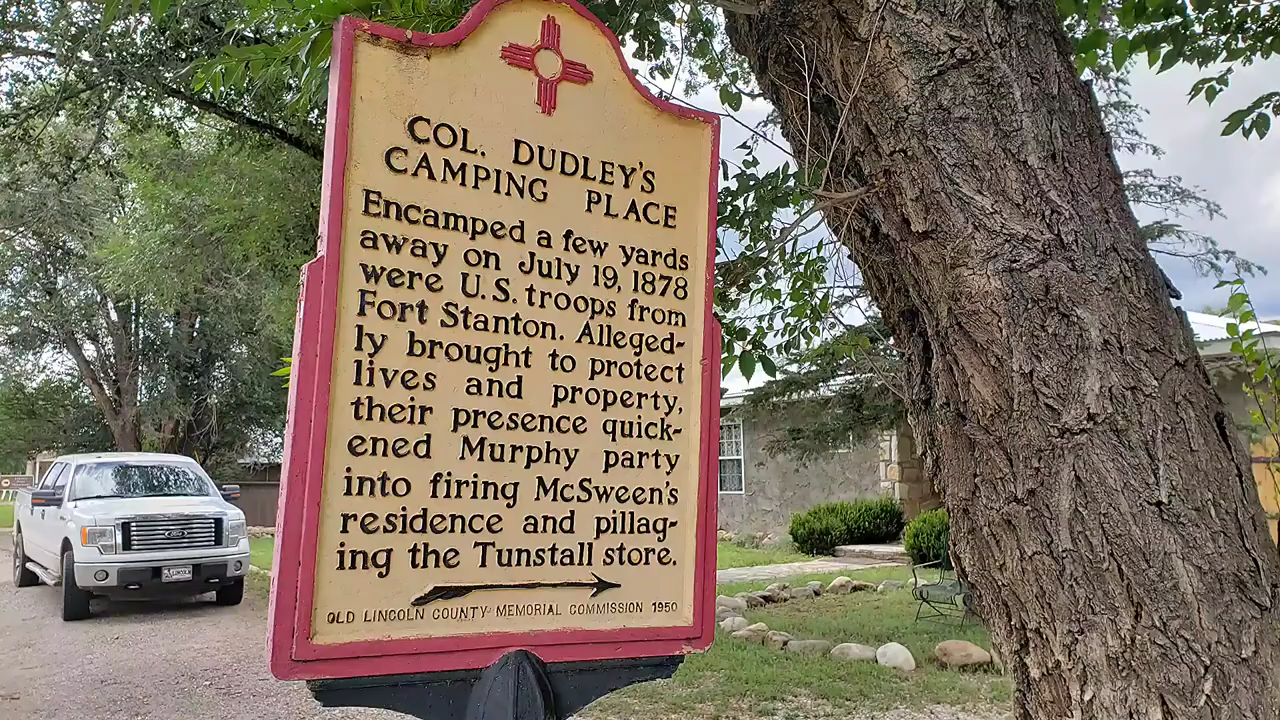 COL. DUDLEY'S
CAMPING PLACE
Encamped a few yards
away on July 19, 1878
were U.S. troops from
Fort Stanton. Alleged-
ly brought to protect
lives and property,
their presence quick-
ened Murphy party
into firing McSween's
residence and pillag-
ing the Tunstall store.
OLD LINCOLN COUNTY MEMORIAL COMMISSION 1950
Ford
LINCOLN